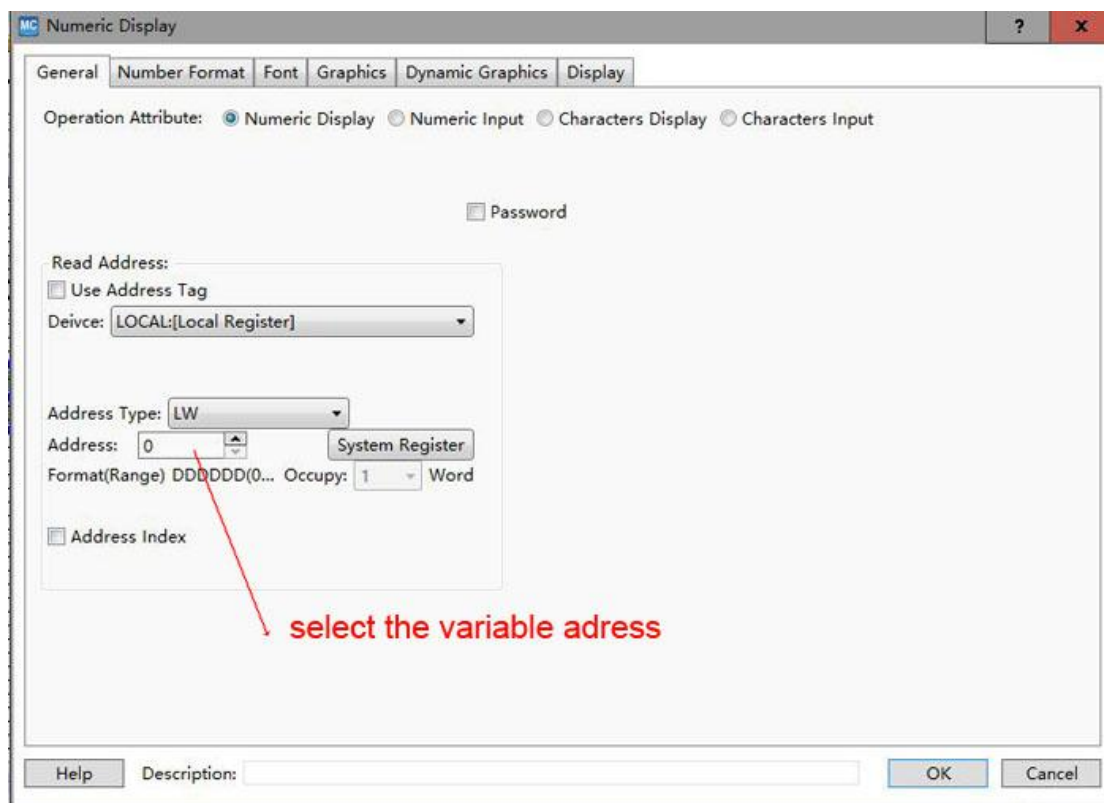 MC Numeric Display ? x
General Number Format Font Graphics Dynamic Graphics Display
Operation Attribute: Numeric Display Numeric Input Characters Display Characters Input
Password
Read Address:
Use Address Tag
Deivce: LOCAL:[Local Register]
Address Type: LW
Address: 0 System Register
Format(Range) DDDDDD(0... Occupy: 1 Word
Address Index
select the variable adress
Help Description: OK Cancel